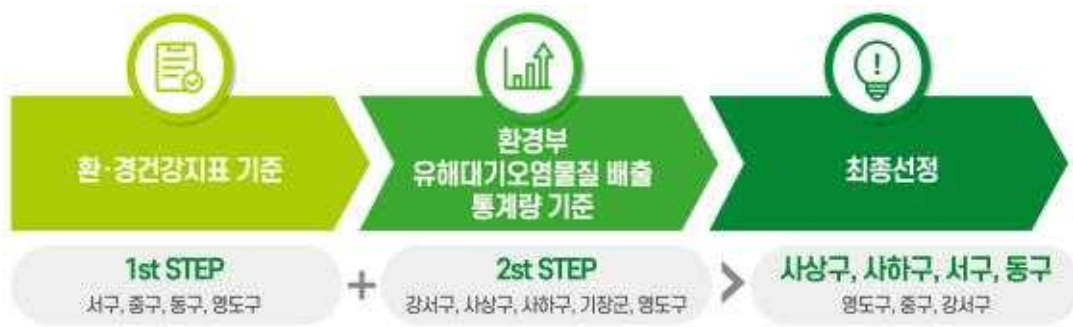 환·경건강지표 기준
환경부
유해대기오염물질 배출
통계량 기준
최종선정
1st STEP
서구, 중구, 동구, 영도구
+
2st STEP
강서구, 사상구, 사하구, 기장군, 영도구
>
사상구, 사하구, 서구, 동구
영도구, 중구, 강서구